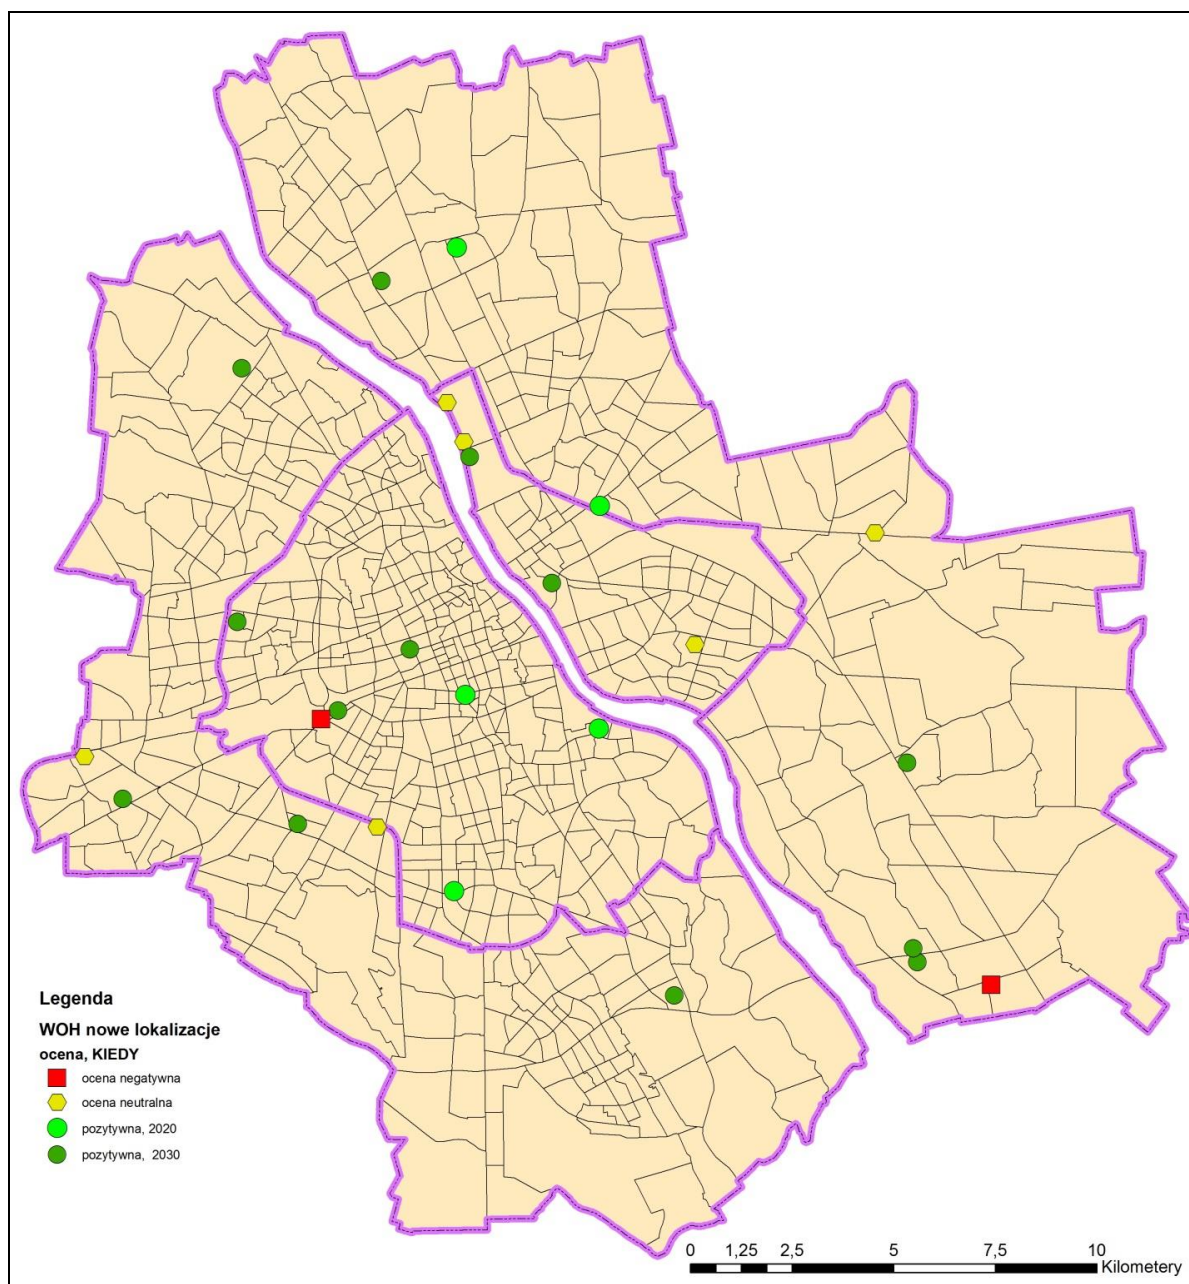 Legenda
WOH nowe lokalizacje
ocena, KIEDY
ocena negatywna
ocena neutralna
pozytywna, 2020
pozytywna, 2030
0 1,25 2,5 5 7,5 10
Kilometery